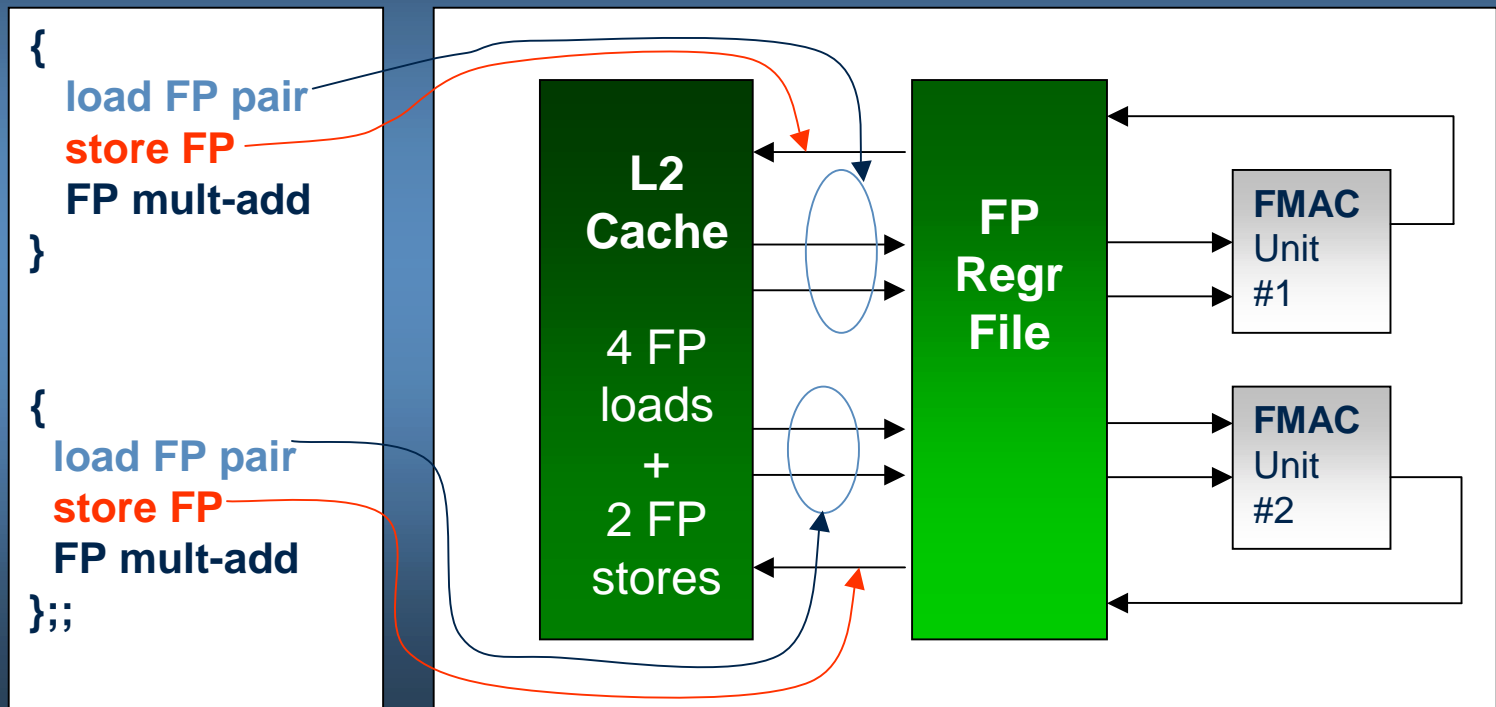 {
load FP pair
store FP
FP mult-add
}
{
load FP pair
store FP
FP mult-add
};;
L2
Cache
4 FP
loads
+
2 FP
stores
FP
Regr
File
FMAC
Unit
#1
FMAC
Unit
#2